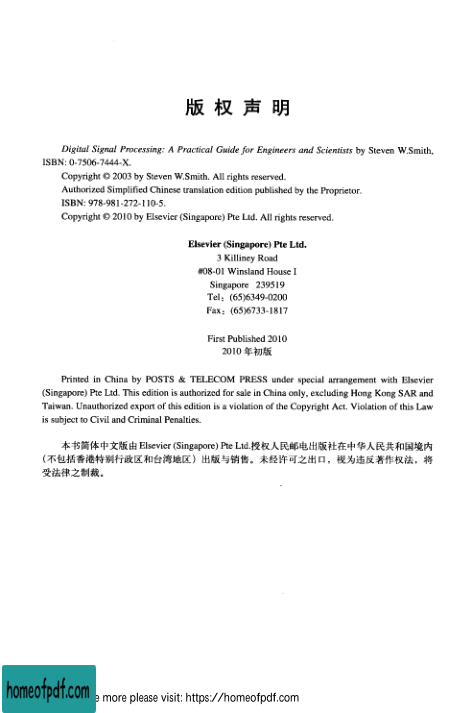 版 权 声 明
Digital Signal Processing: A Practical Guide for Engineers and Scientists by Steven W.Smith,
ISBN: 0-7506-7444-X.
Copyright © 2003 by Steven W.Smith. All rights reserved.
Authorized Simplified Chinese translation edition published by the Proprietor.
ISBN: 978-981-272-110-5.
Copyright © 2010 by Elsevier (Singapore) Pte Ltd. All rights reserved.
Elsevier (Singapore) Pte Ltd.
3 Killiney Road
#08-01 Winsland House I
Singapore 239519
Tel：(65)6349-0200
Fax：(65)6733-1817
First Published 2010
2010 年初版
Printed in China by POSTS & TELECOM PRESS under special arrangement with Elsevier
(Singapore) Pte Ltd. This edition is authorized for sale in China only, excluding Hong Kong SAR and
Taiwan. Unauthorized export of this edition is a violation of the Copyright Act. Violation of this Law
is subject to Civil and Criminal Penalties.
本书简体中文版由 Elsevier (Singapore) Pte Ltd.授权人民邮电出版社在中华人民共和国境内
（不包括香港特别行政区和台湾地区）出版与销售。未经许可之出口，视为违反著作权法，将
受法律之制裁。
homeofpdf.com
e more please visit: https://homeofpdf.com